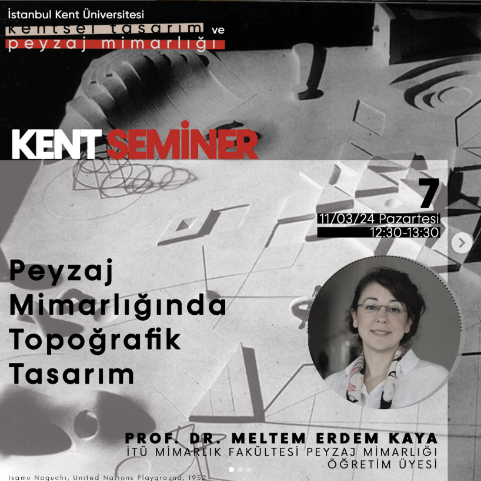 İstanbul Kent Üniversitesi
kentsel tasarım ve
peyzaj mimarlığı
KENT SEMİNER
7
11/03/24 Pazartesi
12:30-13:30
Peyzaj
Mimarlığında
Topoğrafik
Tasarım
PROF. DR. MELTEM ERDEM KAYA
İTÜ MİMARLIK FAKÜLTESİ PEYZAJ MİMARLIĞI
ÖĞRETİM ÜYESİ
Isamu Noguchi, United Nations Playground, 1952